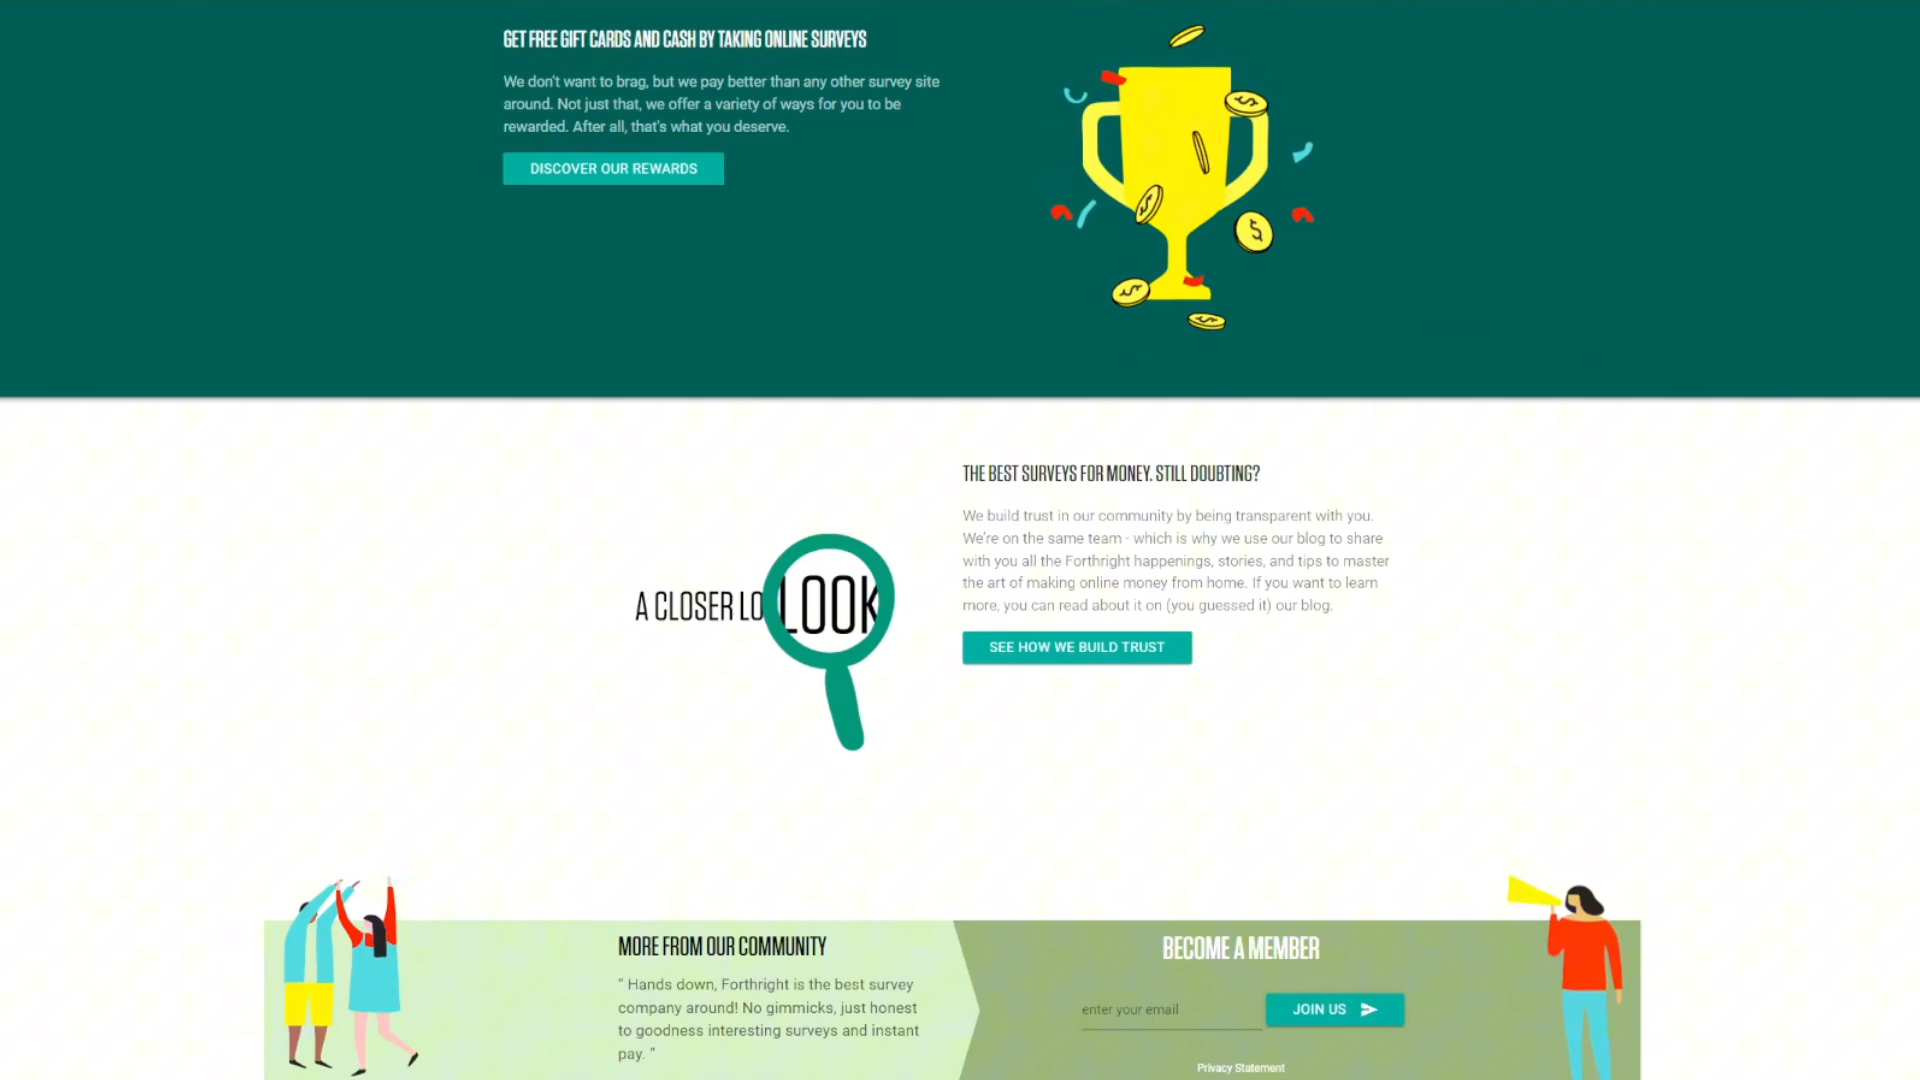 GET FREE GIFT CARDS AND CASH BY TAKING ONLINE SURVEYS
We don't want to brag, but we pay better than any other survey site
around. Not just that, we offer a variety of ways for you to be
rewarded. After all, that's what you deserve.
DISCOVER OUR REWARDS
THE BEST SURVEYS FOR MONEY. STILL DOUBTING?
We build trust in our community by being transparent with you.
We're on the same team - which is why we use our blog to share
with you all the Forthright happenings, stories, and tips to master
the art of making online money from home. If you want to learn
more, you can read about it on (you guessed it) our blog.
SEE HOW WE BUILD TRUST
A CLOSER LO LOOK
MORE FROM OUR COMMUNITY
" Hands down, Forthright is the best survey
company around! No gimmicks, just honest
to goodness interesting surveys and instant
pay. "
BECOME A MEMBER
enter your email
JOIN US
Privacy Statement